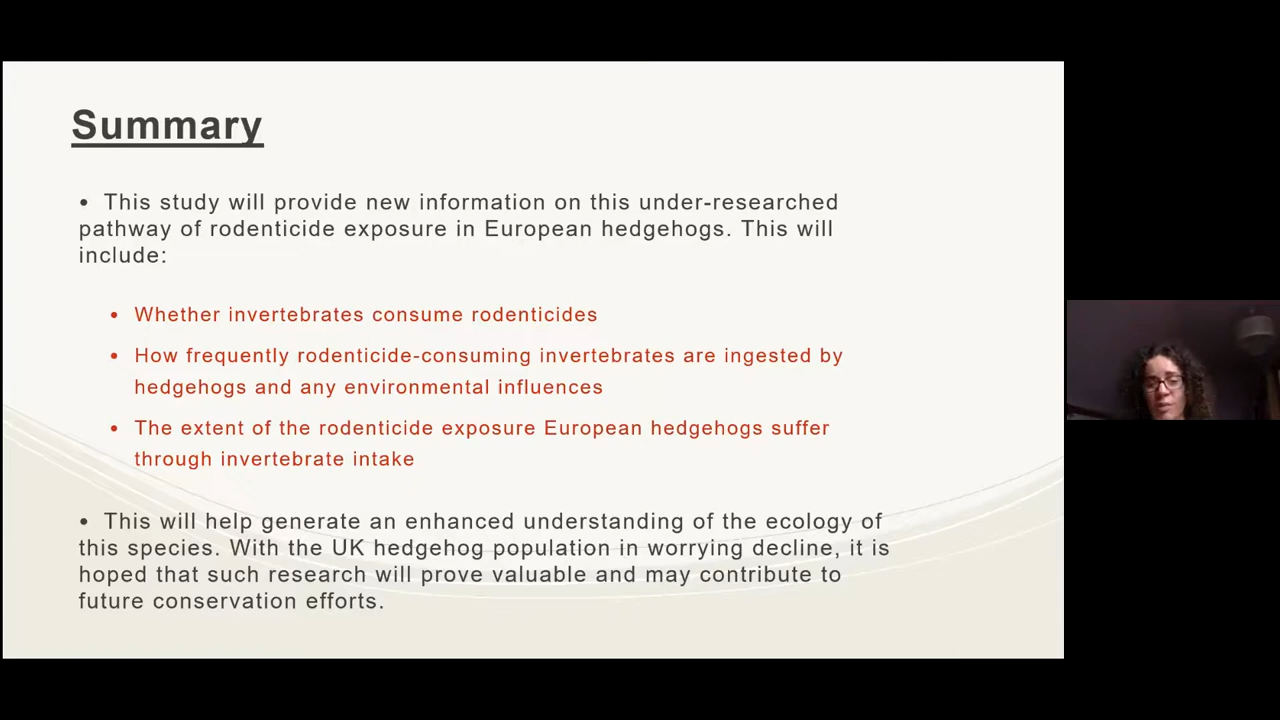 Summary
• This study will provide new information on this under-researched
pathway of rodenticide exposure in European hedgehogs. This will
include:
• Whether invertebrates consume rodenticides
• How frequently rodenticide-consuming invertebrates are ingested by
hedgehogs and any environmental influences
• The extent of the rodenticide exposure European hedgehogs suffer
through invertebrate intake
• This will help generate an enhanced understanding of the ecology of
this species. With the UK hedgehog population in worrying decline, it is
hoped that such research will prove valuable and may contribute to
future conservation efforts.